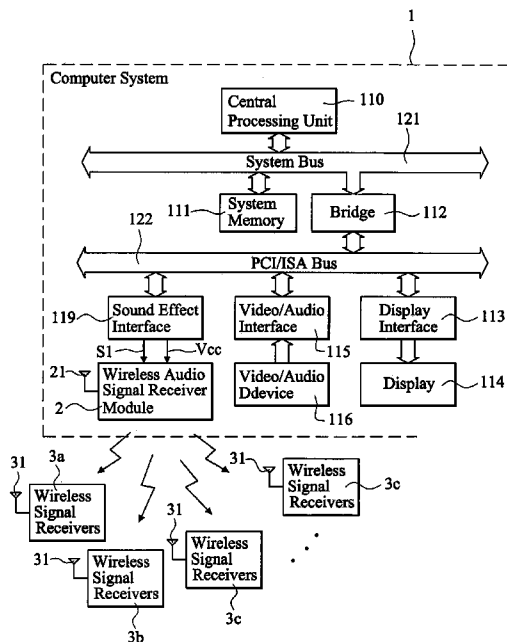 1
Computer System
Central
Processing Unit
110
121
System Bus
System
Memory
111
Bridge
112
122
PCI/ISA Bus
119
Sound Effect
Interface
Video/Audio
Interface
115
Display
Interface
113
S1
Vcc
21
Wireless Audio
Signal Receiver
Module
2
Video/Audio
Ddevice
116
Display
114
3a
31
Wireless
Signal
Receivers
31
Wireless
Signal
Receivers
3c
31
Wireless
Signal
Receivers
3b
31
Wireless
Signal
Receivers
3c